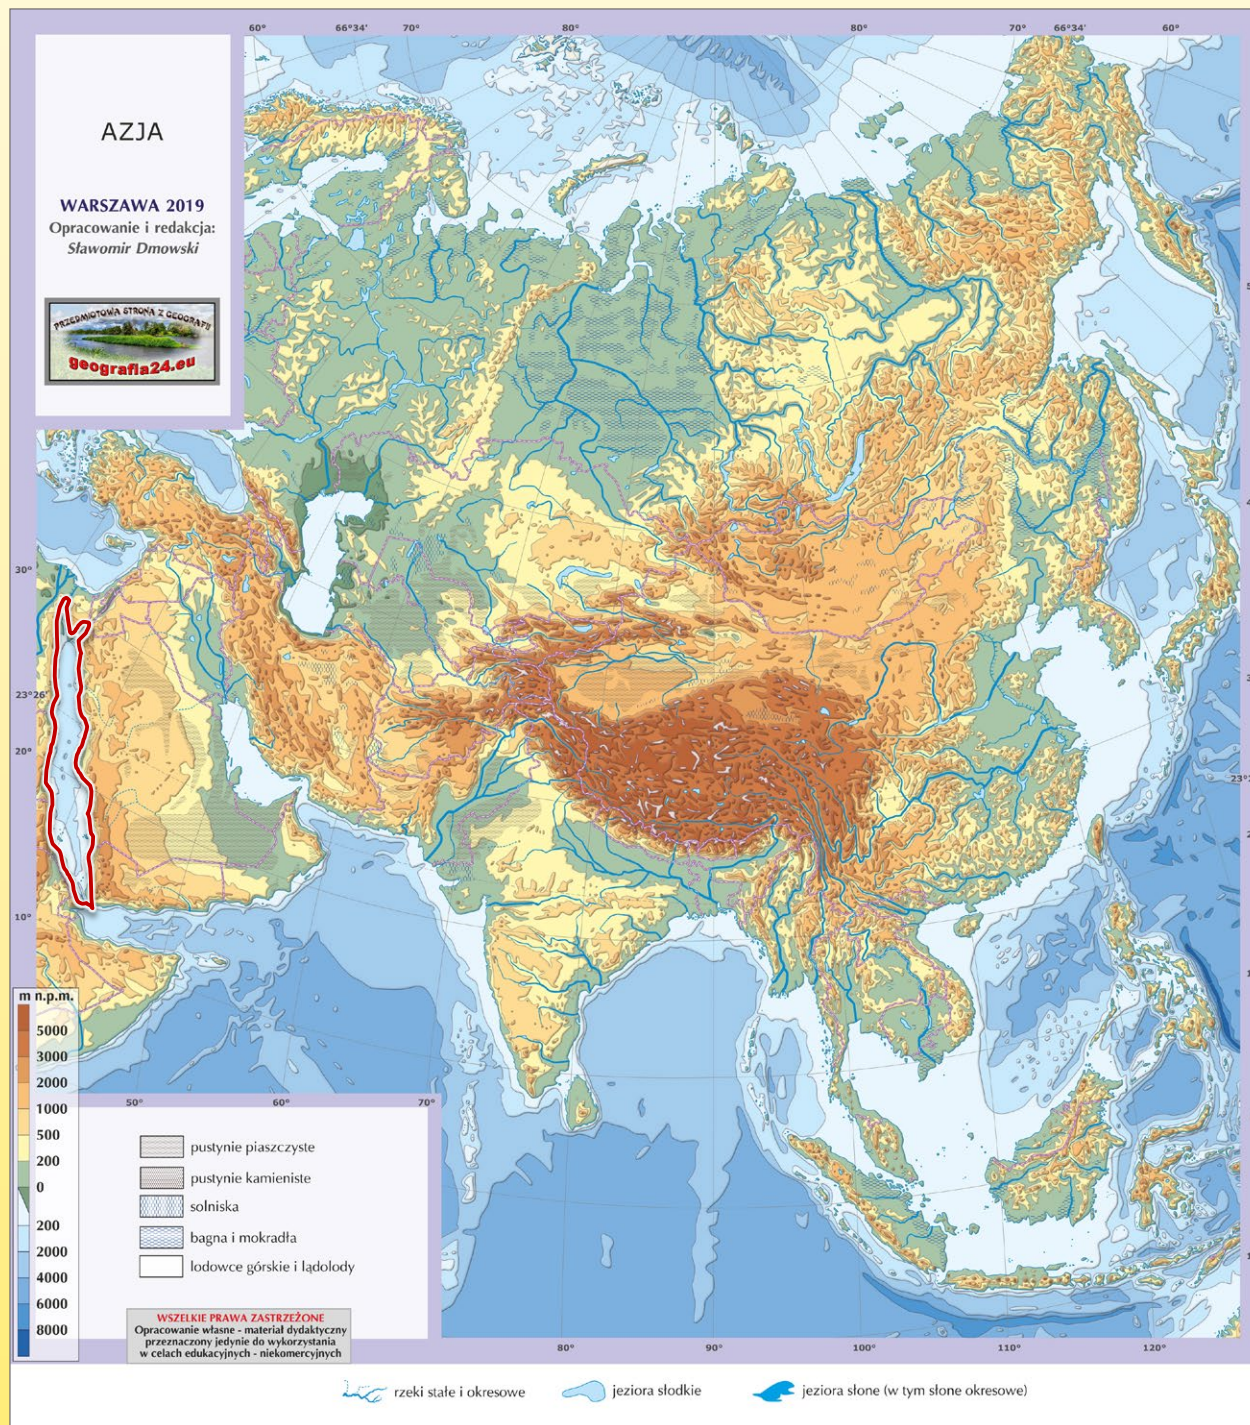 60° 66°34' 70° 80° 80° 70° 66°34' 60°
AZJA
WARSZAWA 2019
Opracowanie i redakcja:
Sławomir Dmowski
PRZEDMIOTOWA STRONA Z GEOGRAFII
geografia24.eu
30°
23°26'
20°
10°
m n.p.m.
5000
3000
2000
1000
500
200
0
200
2000
4000
6000
8000
50° 60° 70°
pustynie piaszczyste
pustynie kamieniste
solniska
bagna i mokradła
lodowce górskie i lądolody
WSZELKIE PRAWA ZASTRZEŻONE
Opracowanie własne - materiał dydaktyczny
przeznaczony jedynie do wykorzystania
w celach edukacyjnych - niekomercyjnych
80° 90° 100° 110° 120°
rzeki stałe i okresowe
jeziora słodkie
jeziora słone (w tym słone okresowe)